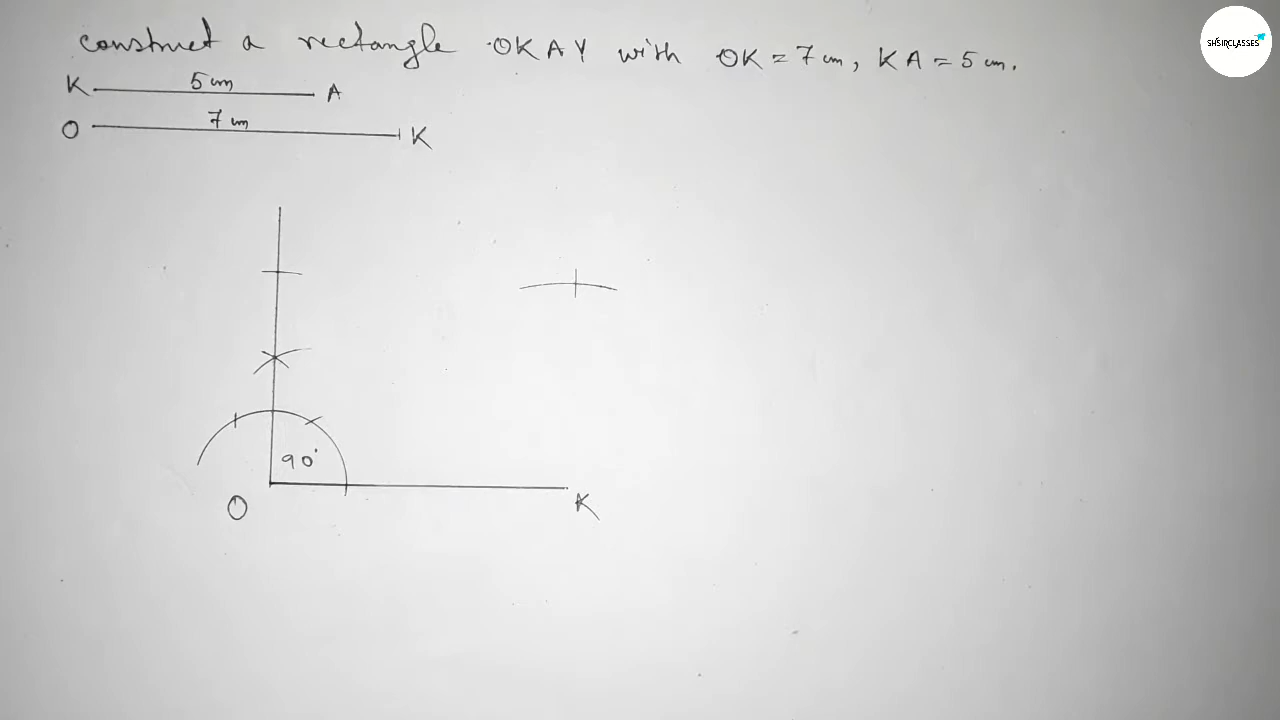 construct a rectangle OKAY with OK = 7 cm, KA = 5 cm.
SHSIRCLASSES
K 5 cm A
O 7 cm K
90°
O K